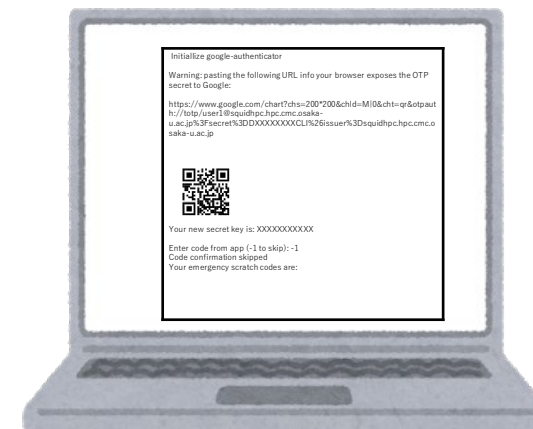 Initiallize google-authenticator
Warning: pasting the following URL info your browser exposes the OTP
secret to Google:
https://www.google.com/chart?chs=200*200&chld=M|0&cht=qr&otpaut
h://totp/user1@squidhpc.hpc.cmc.osaka-
u.ac.jp%3Fsecret%3DDXXXXXXXXCLI%26issuer%3Dsquidhpc.hpc.cmc.o
saka-u.ac.jp
Your new secret key is: XXXXXXXXXXX
Enter code from app (-1 to skip): -1
Code confirmation skipped
Your emergency scratch codes are: